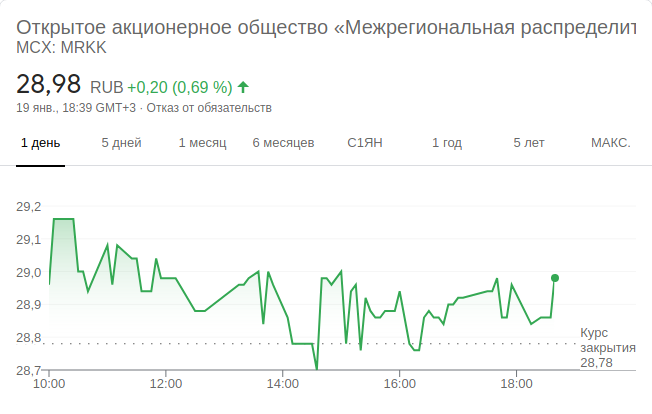 Открытое акционерное общество «Межрегиональная распределит
MCX: MRKK
28,98 RUB +0,20 (0,69 %)
19 янв., 18:39 GMT+3 · Отказ от обязательств
1 день 5 дней 1 месяц 6 месяцев С1ЯН 1 год 5 лет МАКС.
29,2
29,1
29,0
28,9
28,8
28,7
Курс
закрытия
28,78
10:00 12:00 14:00 16:00 18:00